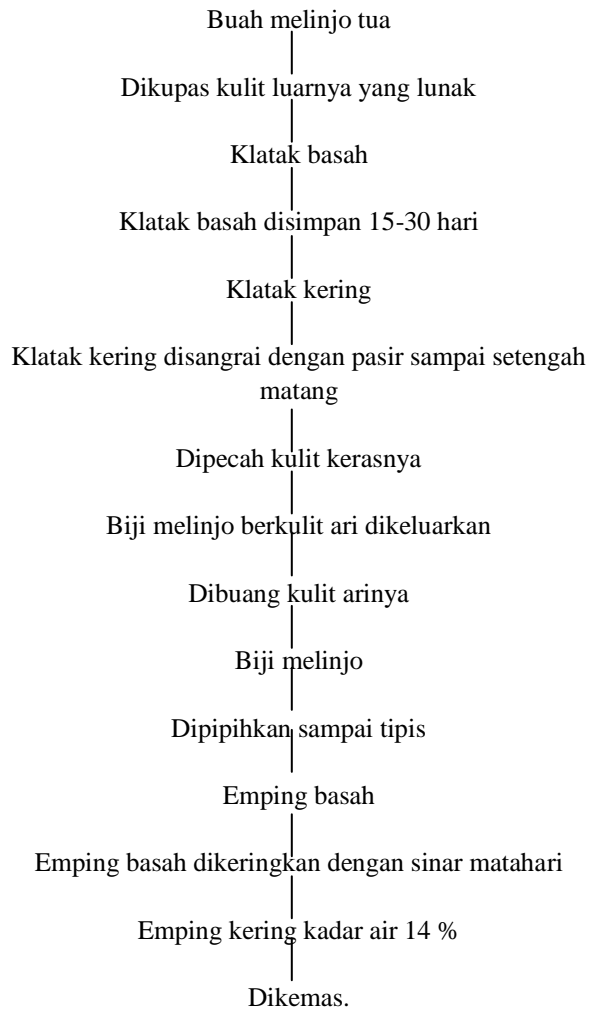 Buah melinjo tua
Dikupas kulit luarnya yang lunak
Klatak basah
Klatak basah disimpan 15-30 hari
Klatak kering
Klatak kering disangrai dengan pasir sampai setengah
matang
Dipecah kulit kerasnya
Biji melinjo berkulit ari dikeluarkan
Dibuang kulit arinya
Biji melinjo
Dipipihkan sampai tipis
Emping basah
Emping basah dikeringkan dengan sinar matahari
Emping kering kadar air 14 %
Dikemas.